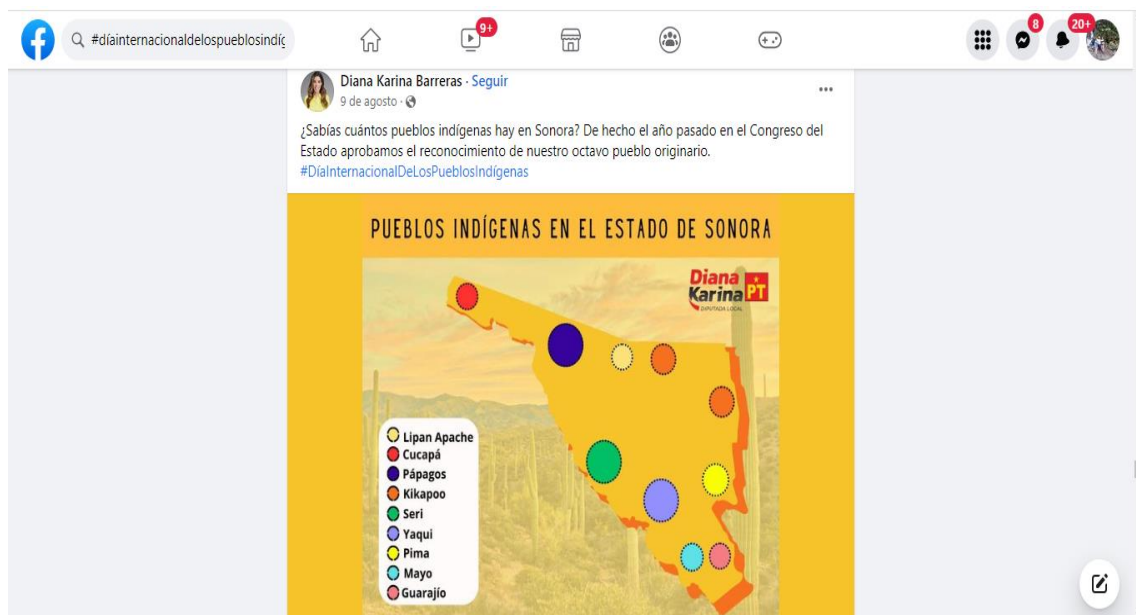 #díainternacionaldelospueblosindíg
9+
8
20+
Diana Karina Barreras · Seguir
9 de agosto ·
¿Sabías cuántos pueblos indígenas hay en Sonora? De hecho el año pasado en el Congreso del
Estado aprobamos el reconocimiento de nuestro octavo pueblo originario.
#DíaInternacionalDeLosPueblosIndígenas
PUEBLOS INDÍGENAS EN EL ESTADO DE SONORA
Diana
Karina PT
DIPUTADA LOCAL
Lipan Apache
Cucapá
Pápagos
Kikapoo
Seri
Yaqui
Pima
Mayo
Guarajío